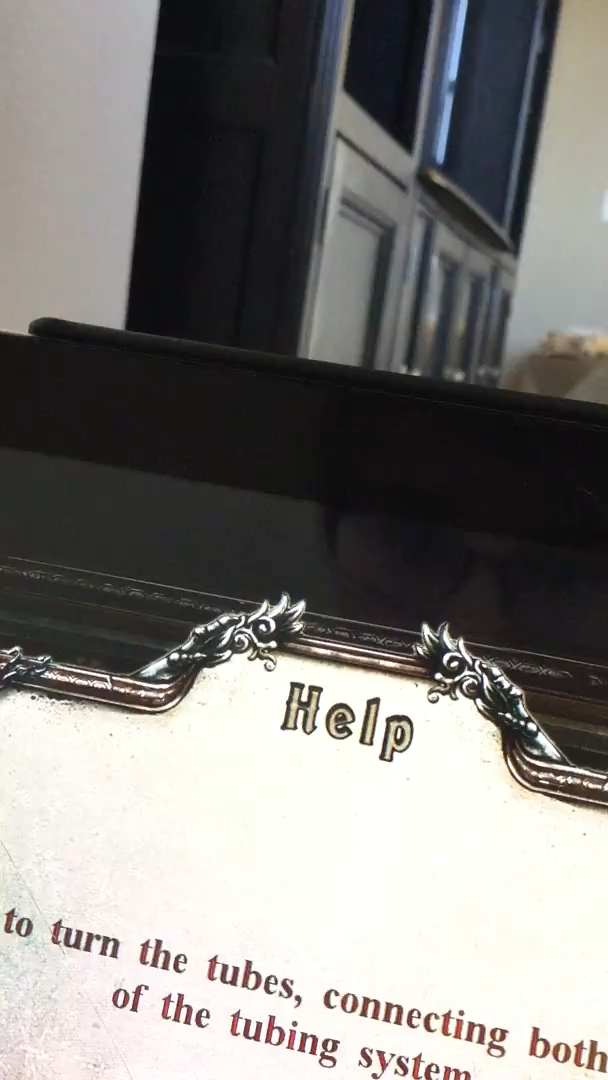 Help
to turn the tubes, connecting both
of the tubing system